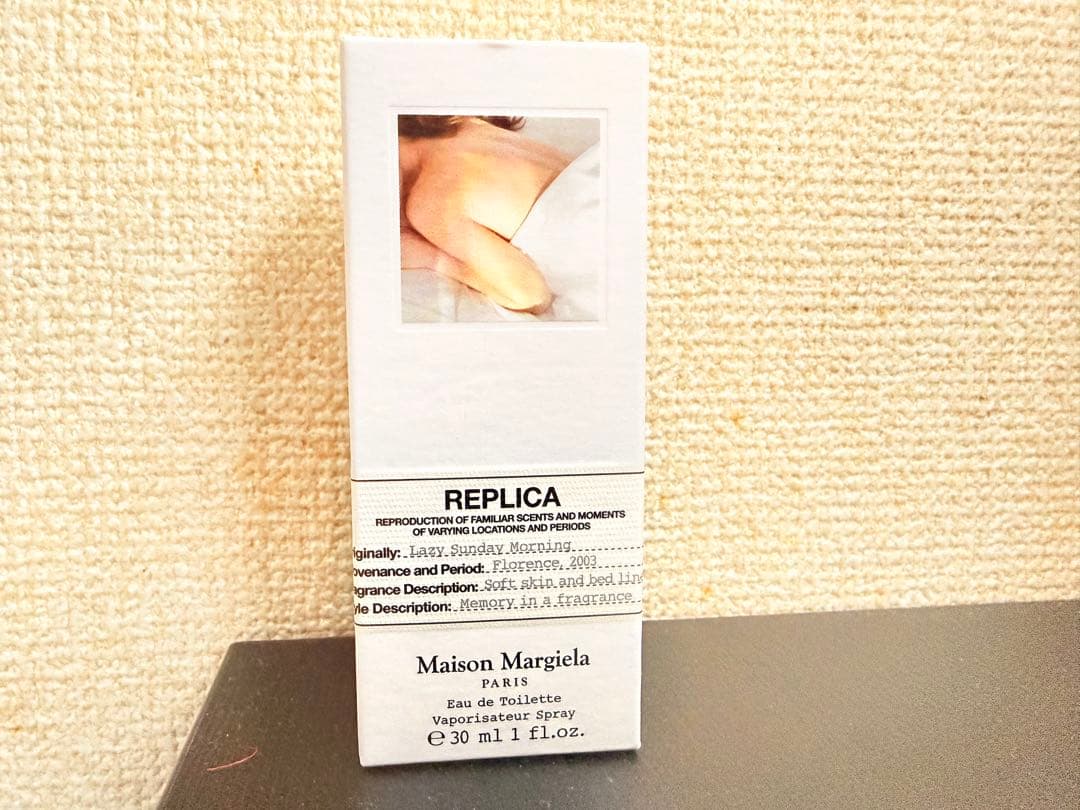 REPLICA
REPRODUCTION OF FAMILIAR SCENTS AND MOMENTS
OF VARYING LOCATIONS AND PERIODS
iginally: Lazy Sunday Morning
ovenance and Period: Florence, 2003
agrance Description: Soft skin and bed lin
yle Description: Memory in a fragrance
Maison Margiela
PARIS
Eau de Toilette
Vaporisateur Spray
℮ 30 ml 1 fl.oz.